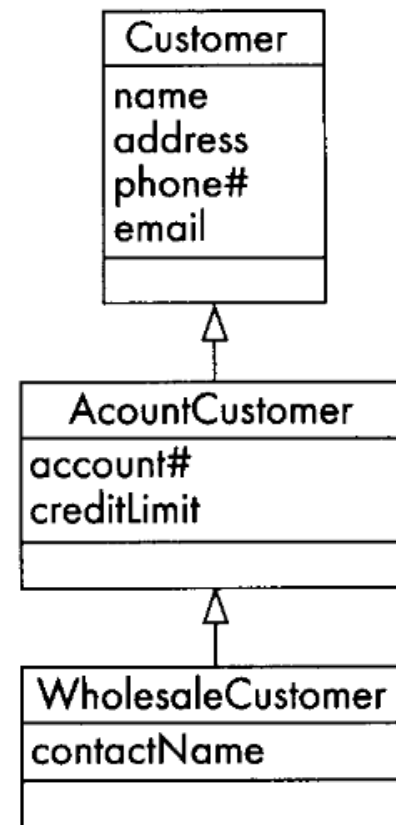 Customer
name
address
phone#
email
AcountCustomer
account#
creditLimit
WholesaleCustomer
contactName